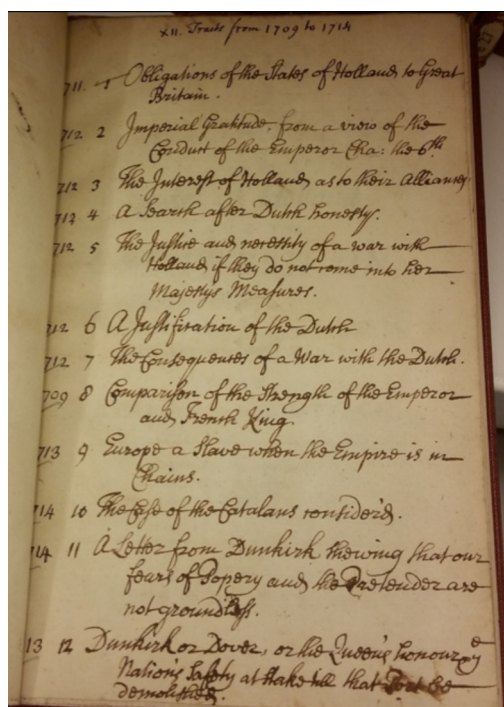 XII. Tracts from 1709 to 1714
711. 1 Obligations of the States of Holland to Great
Britain.
712 2 Imperial Gratitude, from a view of the
Conduct of the Emperor Cha: the 6th
712 3 The Interest of Holland as to their Alliances
712 4 A Search after Dutch honesty.
712 5 The Justice and necessity of a war with
Holland if they do not come into her
Majestys Measures.
712 6 A Justification of the Dutch
712 7 The Consequences of a War with the Dutch.
709 8 Comparison of the Strength of the Emperor
and French King.
713 9 Europe a Slave when the Empire is in
Chains.
714 10 The Case of the Catalans consider'd.
714 11 A Letter from Dunkirk shewing that our
fears of Popery and the Pretender are
not groundless.
13 12 Dunkirk or Dover, or the Queen's honour
Nation's Safety at stake till that Port be
demolished.